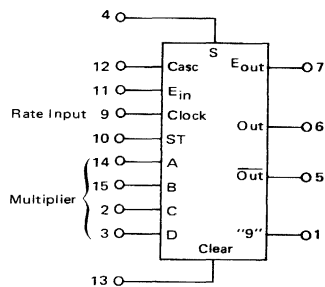 4
S
12 Casc Eout 7
11 Ein
Rate Input 9 Clock
10 ST Out 6
14 A
Multiplier 15 B Out 5
2 C
3 D "9" 1
Clear
13